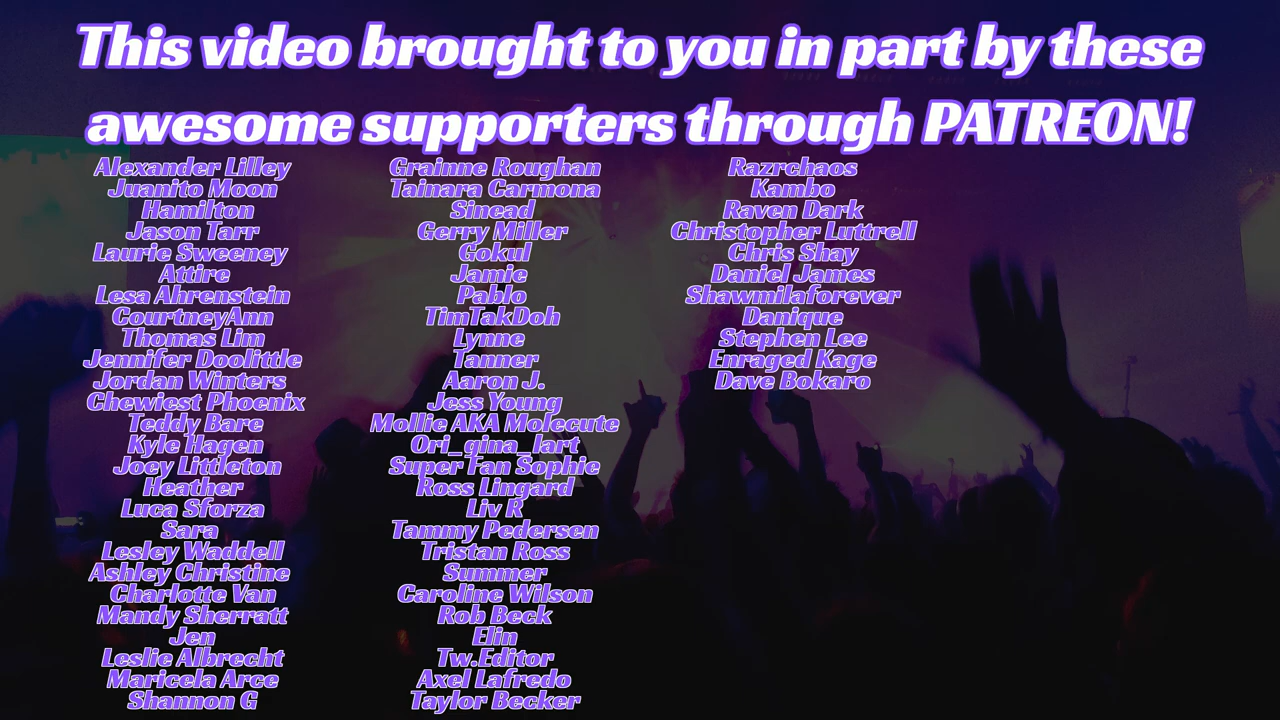 This video brought to you in part by these
awesome supporters through PATREON!
Alexander Lilley
Juanito Moon
Hamilton
Jason Tarr
Laurie Sweeney
Attire
Lesa Ahrenstein
CourtneyAnn
Thomas Lim
Jennifer Doolittle
Jordan Winters
Chewiest Phoenix
Teddy Bare
Kyle Hagen
Joey Littleton
Heather
Luca Sforza
Sara
Lesley Waddell
Ashley Christine
Charlotte Van
Mandy Sherratt
Jen
Leslie Albrecht
Maricela Arce
Shannon G
Grainne Roughan
Tainara Carmona
Sinead
Gerry Miller
Gokul
Jamie
Pablo
TimTakDoh
Lynne
Tanner
Aaron J.
Jess Young
Mollie AKA Molecute
Ori_gina_lart
Super Fan Sophie
Ross Lingard
Liv R
Tammy Pedersen
Tristan Ross
Summer
Caroline Wilson
Rob Beck
Elin
Tw.Editor
Axel Lafredo
Taylor Becker
Razrchaos
Kambo
Raven Dark
Christopher Luttrell
Chris Shay
Daniel James
Shawmilaforever
Danique
Stephen Lee
Enraged Kage
Dave Bokaro